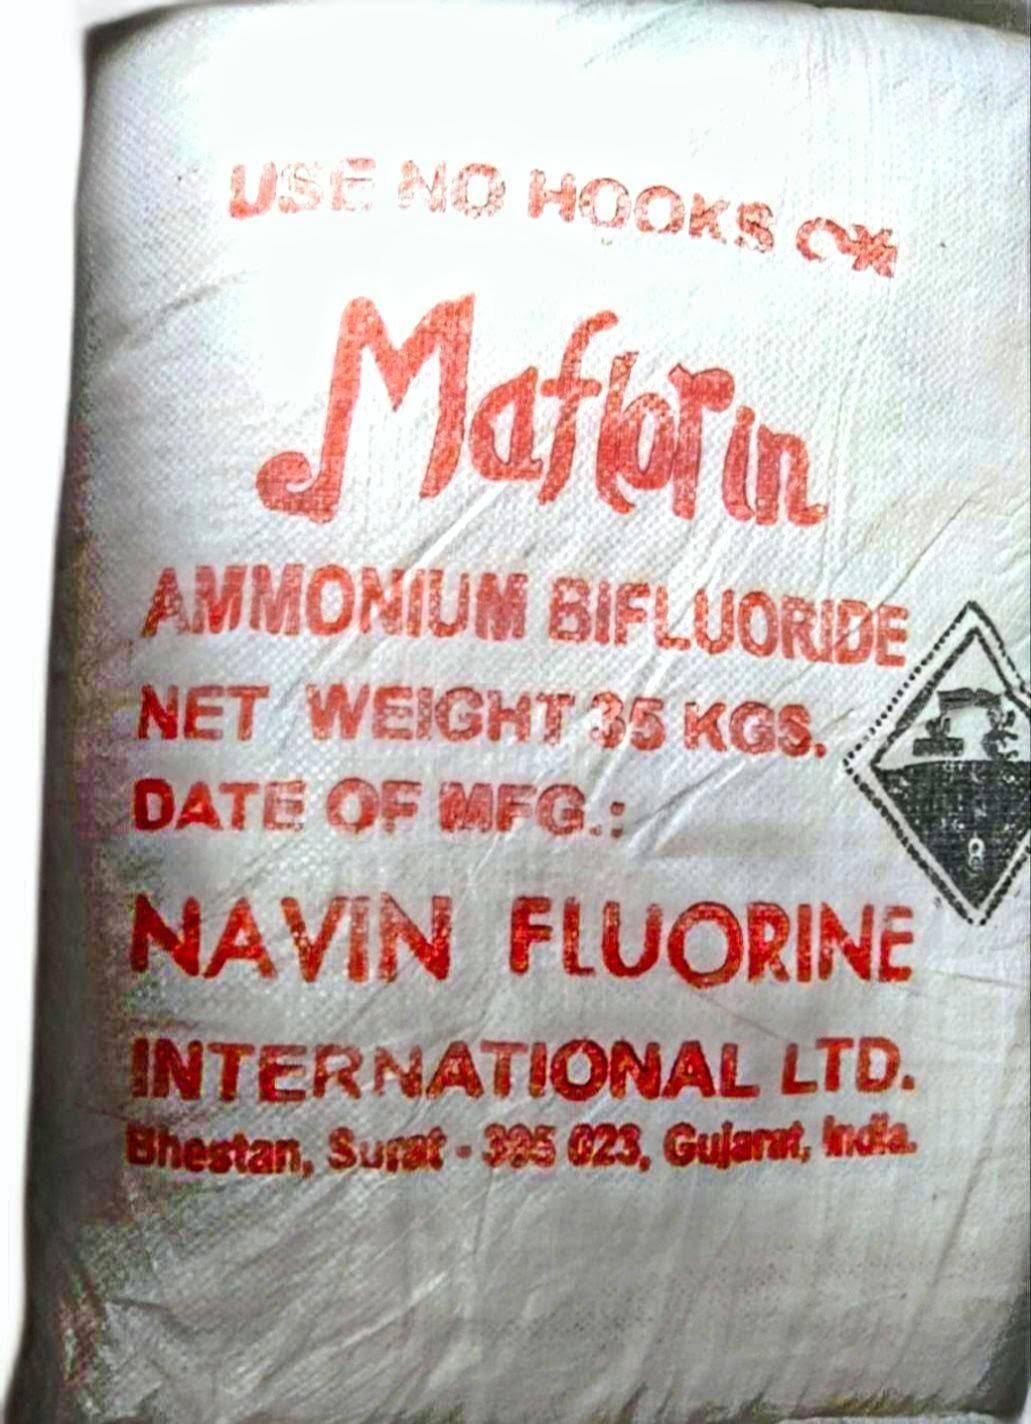 USE NO HOOKS
Maflorin
AMMONIUM BIFLUORIDE
NET WEIGHT 35 KGS.
DATE OF MFG.:
8
NAVIN FLUORINE
INTERNATIONAL LTD.
Bhestan, Surat - 395 023, Gujarat, India.